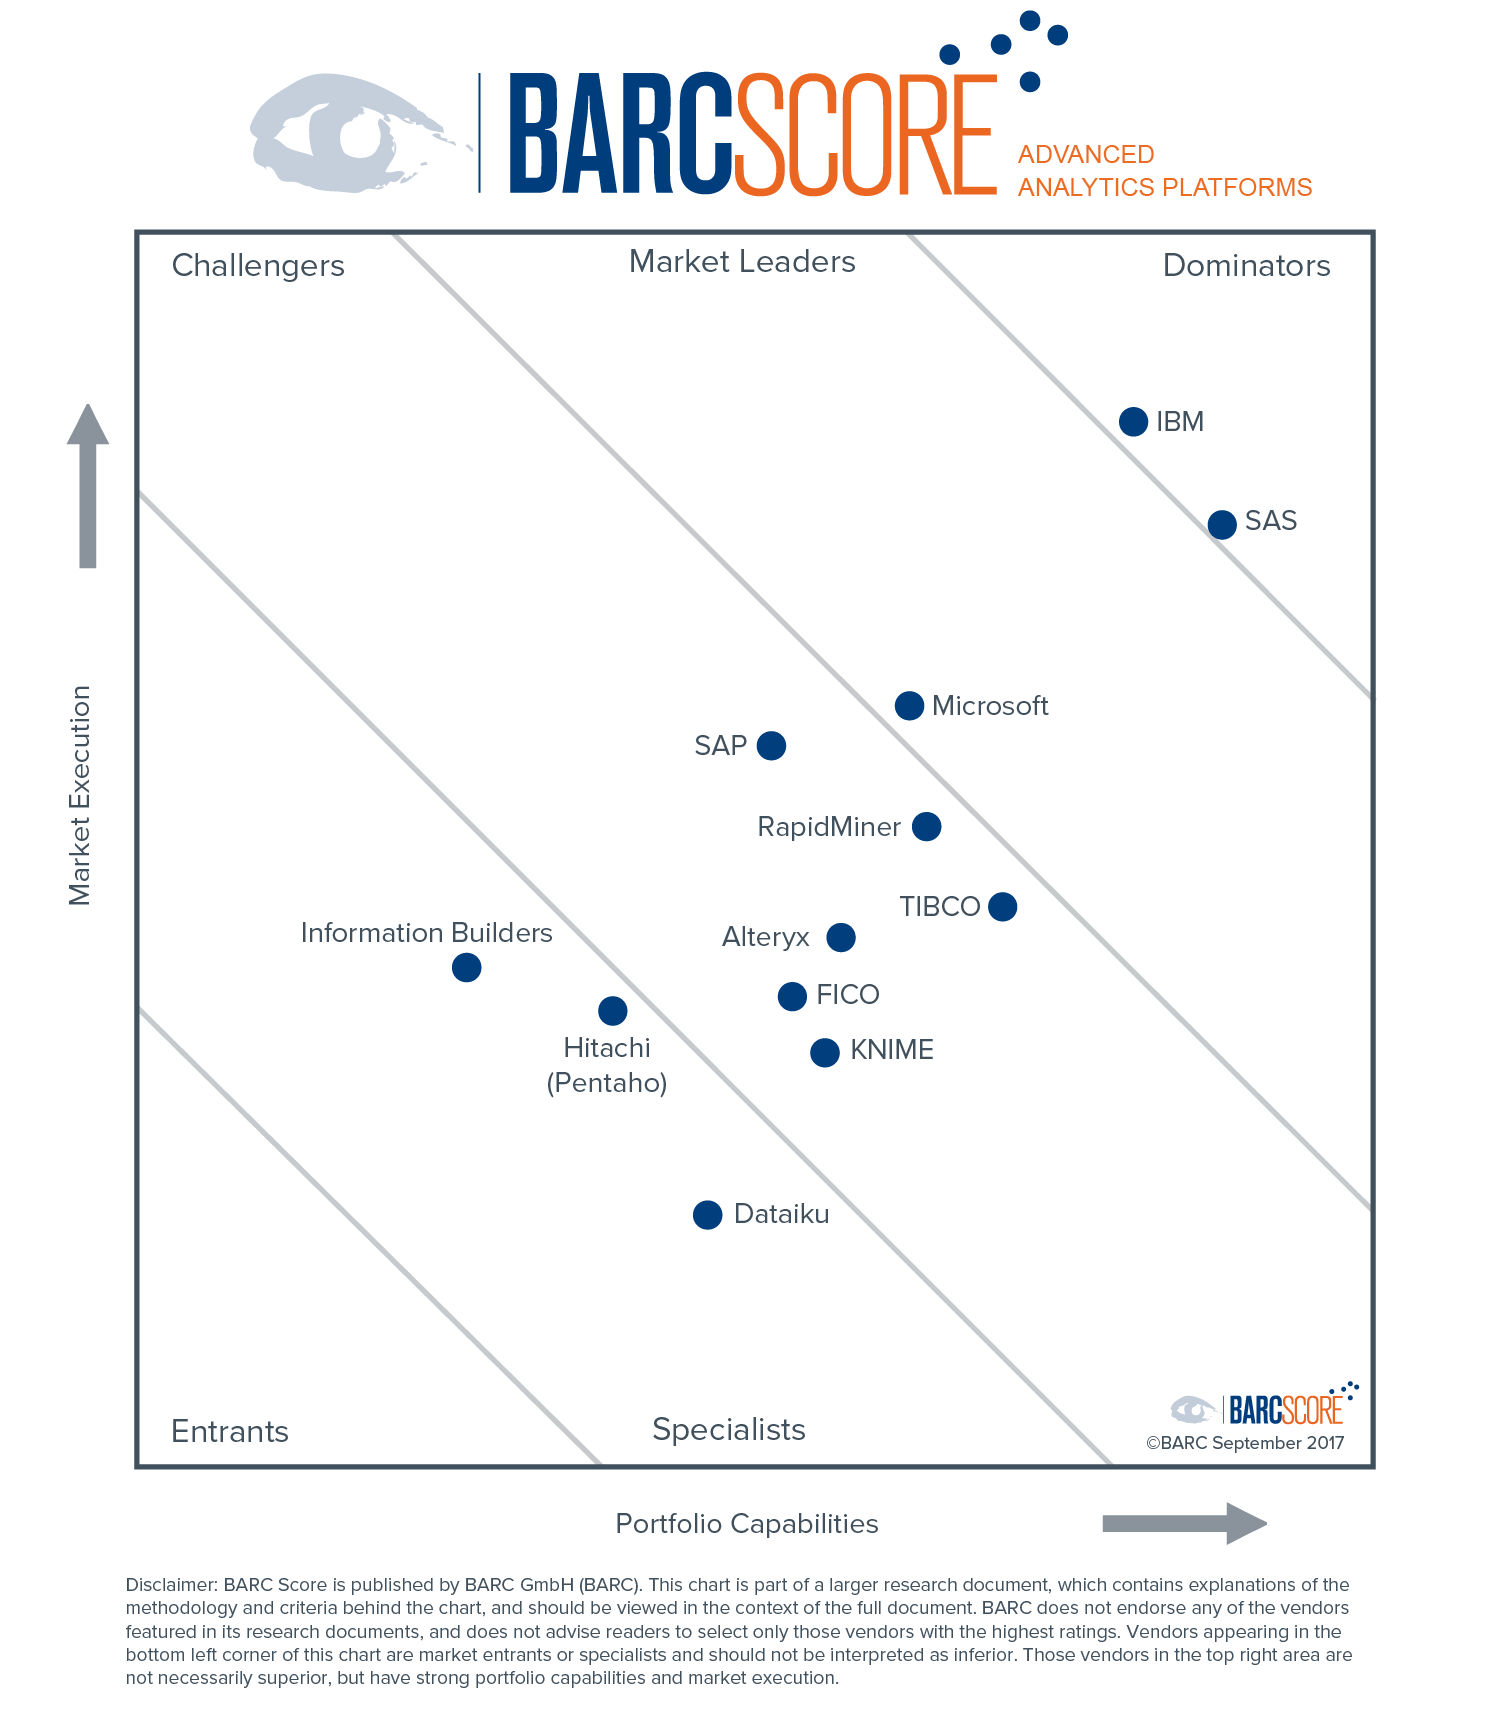 BARCSCORE
ADVANCED
ANALYTICS PLATFORMS
Challengers
Market Leaders
Dominators
IBM
SAS
Microsoft
SAP
RapidMiner
TIBCO
Information Builders
Alteryx
FICO
Hitachi
(Pentaho)
KNIME
Dataiku
Market Execution
Entrants
Specialists
BARCSCORE
©BARC September 2017
Portfolio Capabilities
Disclaimer: BARC Score is published by BARC GmbH (BARC). This chart is part of a larger research document, which contains explanations of the
methodology and criteria behind the chart, and should be viewed in the context of the full document. BARC does not endorse any of the vendors
featured in its research documents, and does not advise readers to select only those vendors with the highest ratings. Vendors appearing in the
bottom left corner of this chart are market entrants or specialists and should not be interpreted as inferior. Those vendors in the top right area are
not necessarily superior, but have strong portfolio capabilities and market execution.